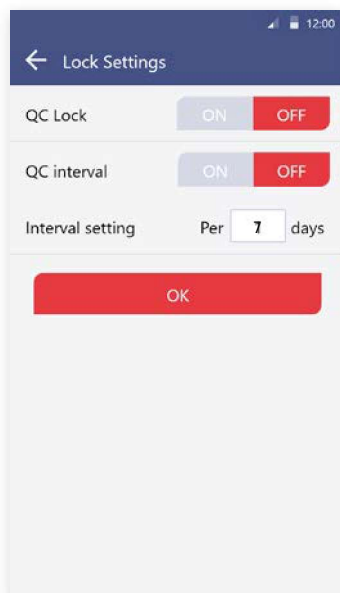 12:00
Lock Settings
QC Lock ON OFF
QC interval ON OFF
Interval setting Per 7 days
OK